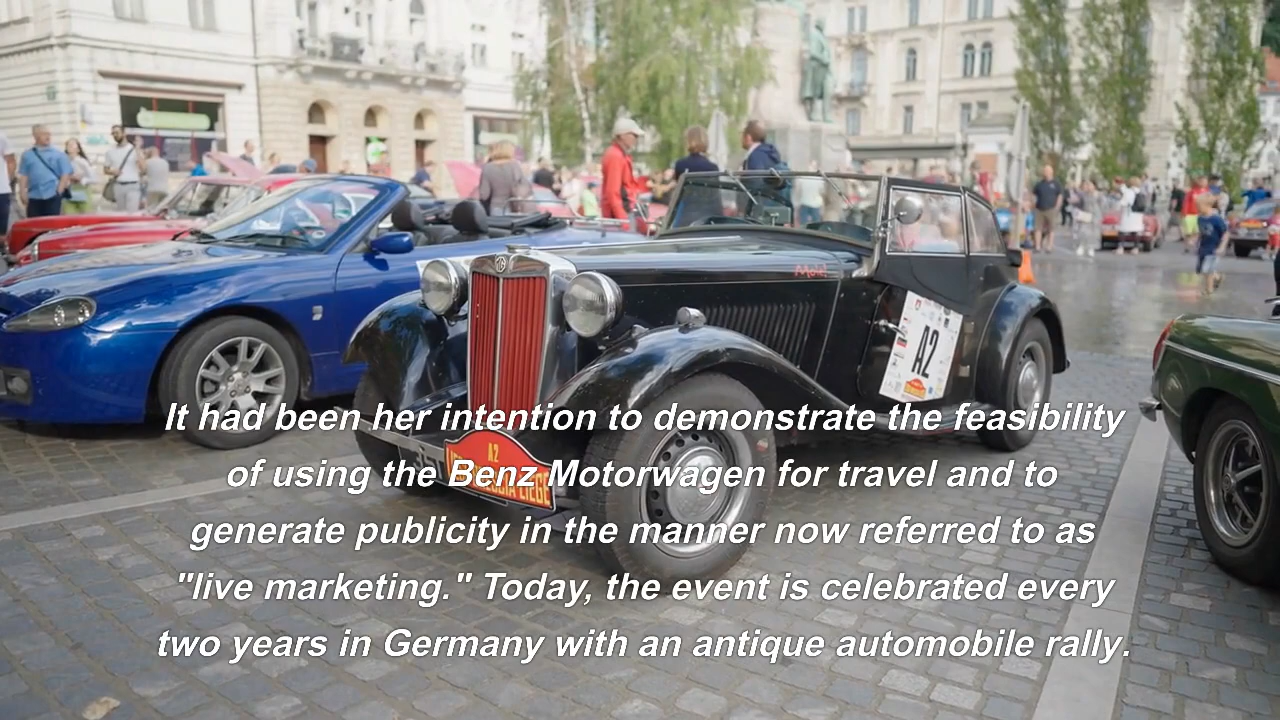 MG
Moki
A2
A2
It had been her intention to demonstrate the feasibility
of using the Benz Motorwagen for travel and to
generate publicity in the manner now referred to as
"live marketing." Today, the event is celebrated every
two years in Germany with an antique automobile rally.